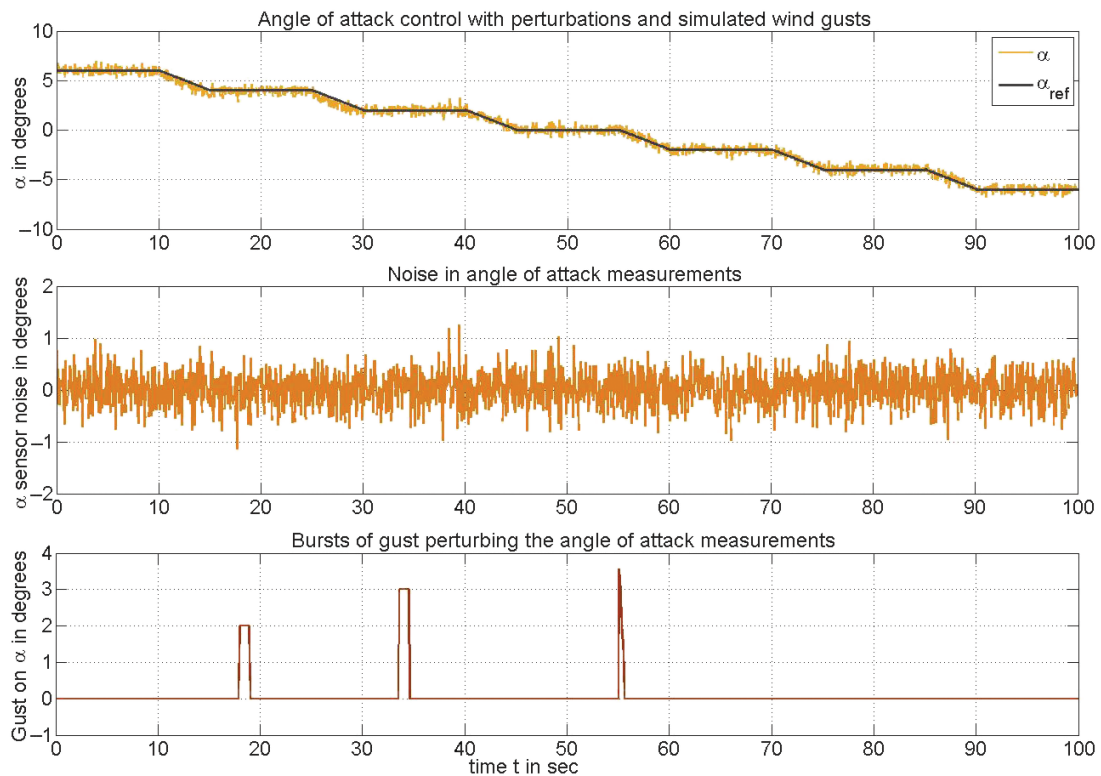 Angle of attack control with perturbations and simulated wind gusts
10
5
0
–5
–10
α in degrees
α
αref
0 10 20 30 40 50 60 70 80 90 100
Noise in angle of attack measurements
2
1
0
–1
–2
α sensor noise in degrees
0 10 20 30 40 50 60 70 80 90 100
Bursts of gust perturbing the angle of attack measurements
4
3
2
1
0
–1
Gust on α in degrees
0 10 20 30 40 50 60 70 80 90 100
time t in sec